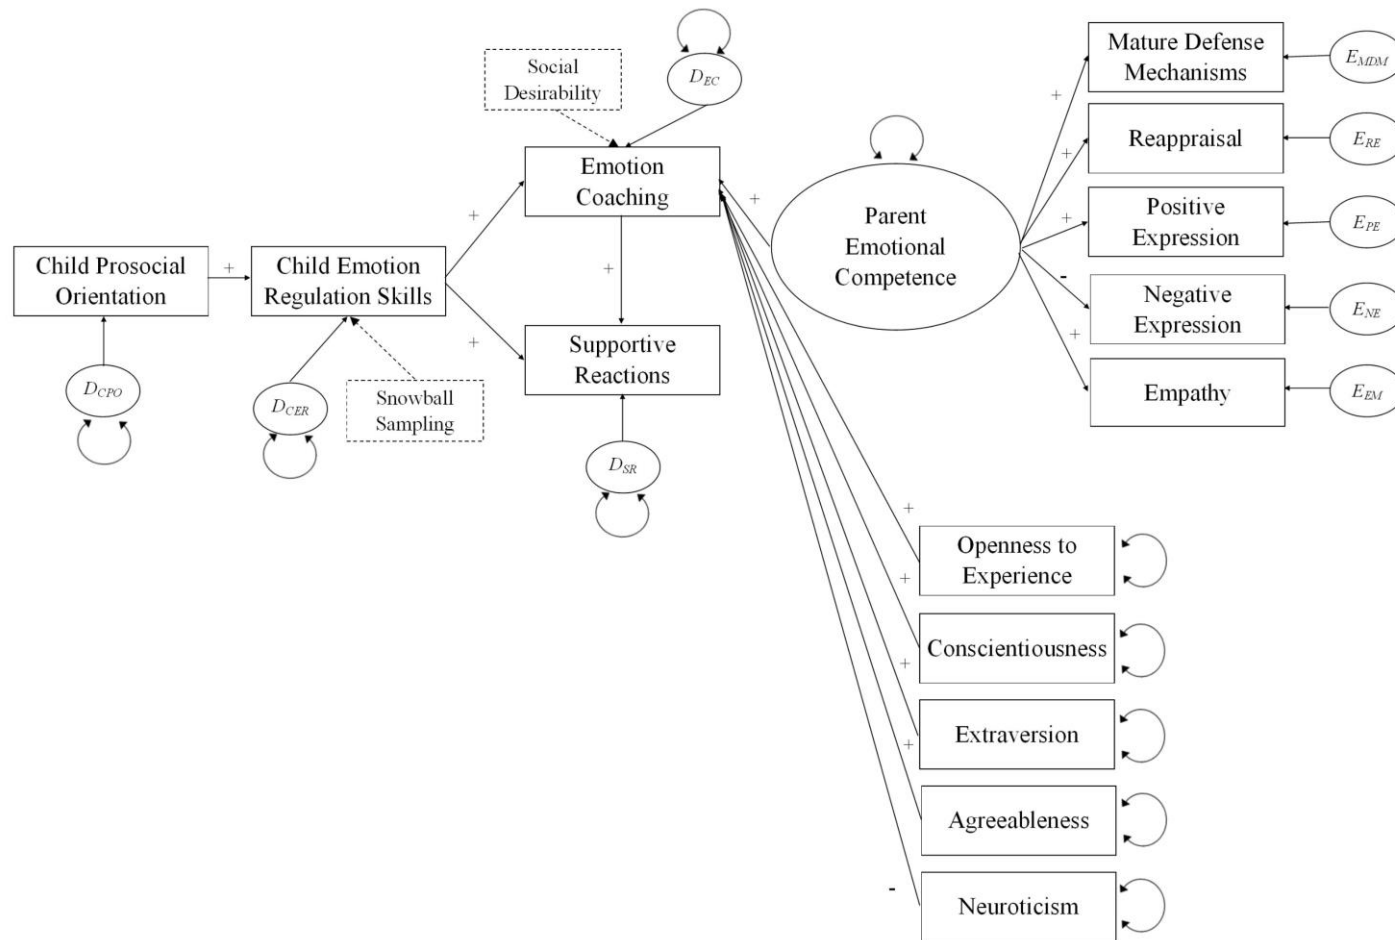 Social
Desirability
D_EC
Mature Defense
Mechanisms
E_MDM
+
Reappraisal
E_RE
+
Emotion
Coaching
+
+
Parent
Emotional
Competence
+
Positive
Expression
E_PE
Child Prosocial
Orientation
+
Child Emotion
Regulation Skills
+
-
Negative
Expression
E_NE
+
Supportive
Reactions
+
Empathy
E_EM
D_CPO
D_CER
Snowball
Sampling
D_SR
+
Openness to
Experience
+
Conscientiousness
+
Extraversion
+
Agreeableness
-
Neuroticism